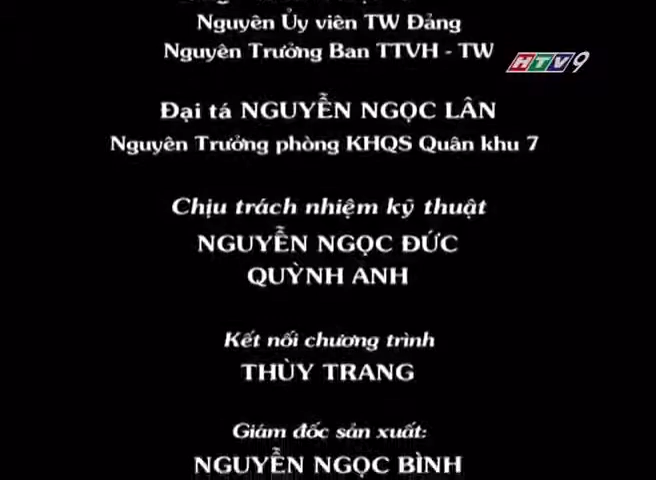 Nguyên Ủy viên TW Đảng
Nguyên Trưởng Ban TTVH - TW
HTV9
Đại tá NGUYỄN NGỌC LÂN
Nguyên Trưởng phòng KHQS Quân khu 7
Chịu trách nhiệm kỹ thuật
NGUYỄN NGỌC ĐỨC
QUỲNH ANH
Kết nối chương trình
THÙY TRANG
Giám đốc sản xuất:
NGUYỄN NGỌC BÌNH